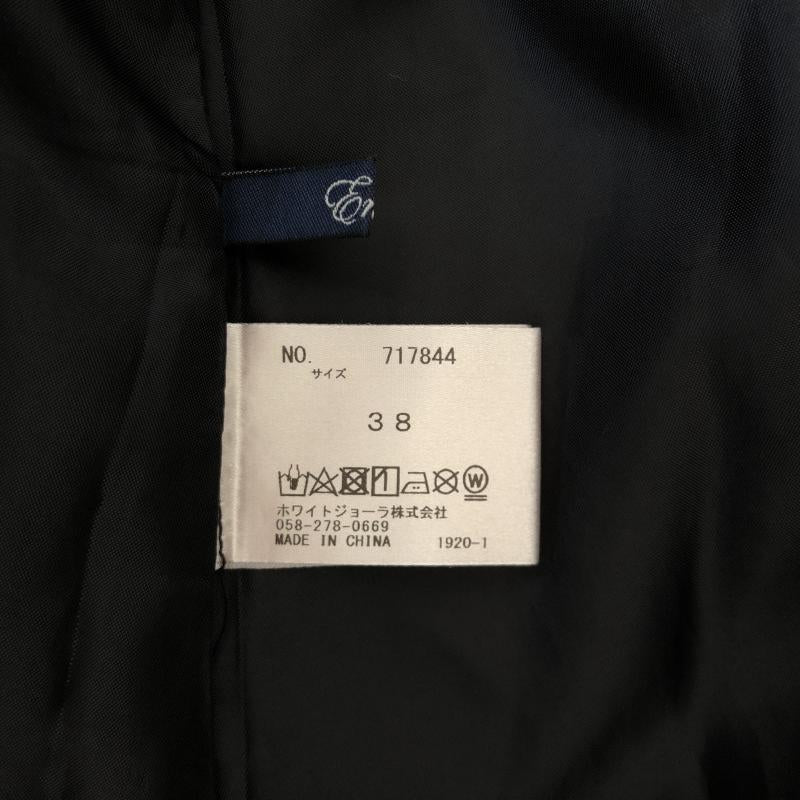 En
NO. 717844
サイズ
38
W
ホワイトジョーラ株式会社
058-278-0669
MADE IN CHINA 1920-1